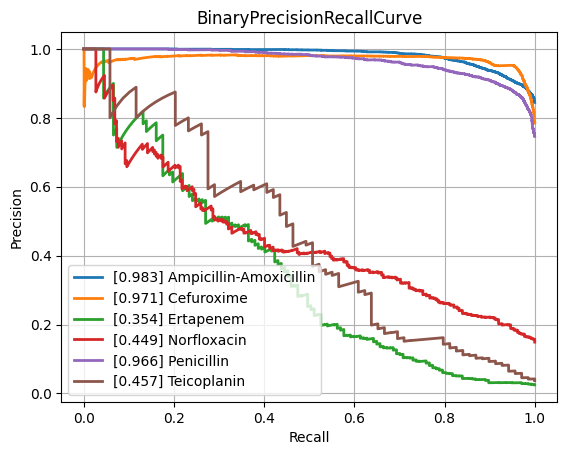 BinaryPrecisionRecallCurve
Precision
1.0
0.8
0.6
0.4
0.2
0.0
[0.983] Ampicillin-Amoxicillin
[0.971] Cefuroxime
[0.354] Ertapenem
[0.449] Norfloxacin
[0.966] Penicillin
[0.457] Teicoplanin
0.0 0.2 0.4 0.6 0.8 1.0
Recall